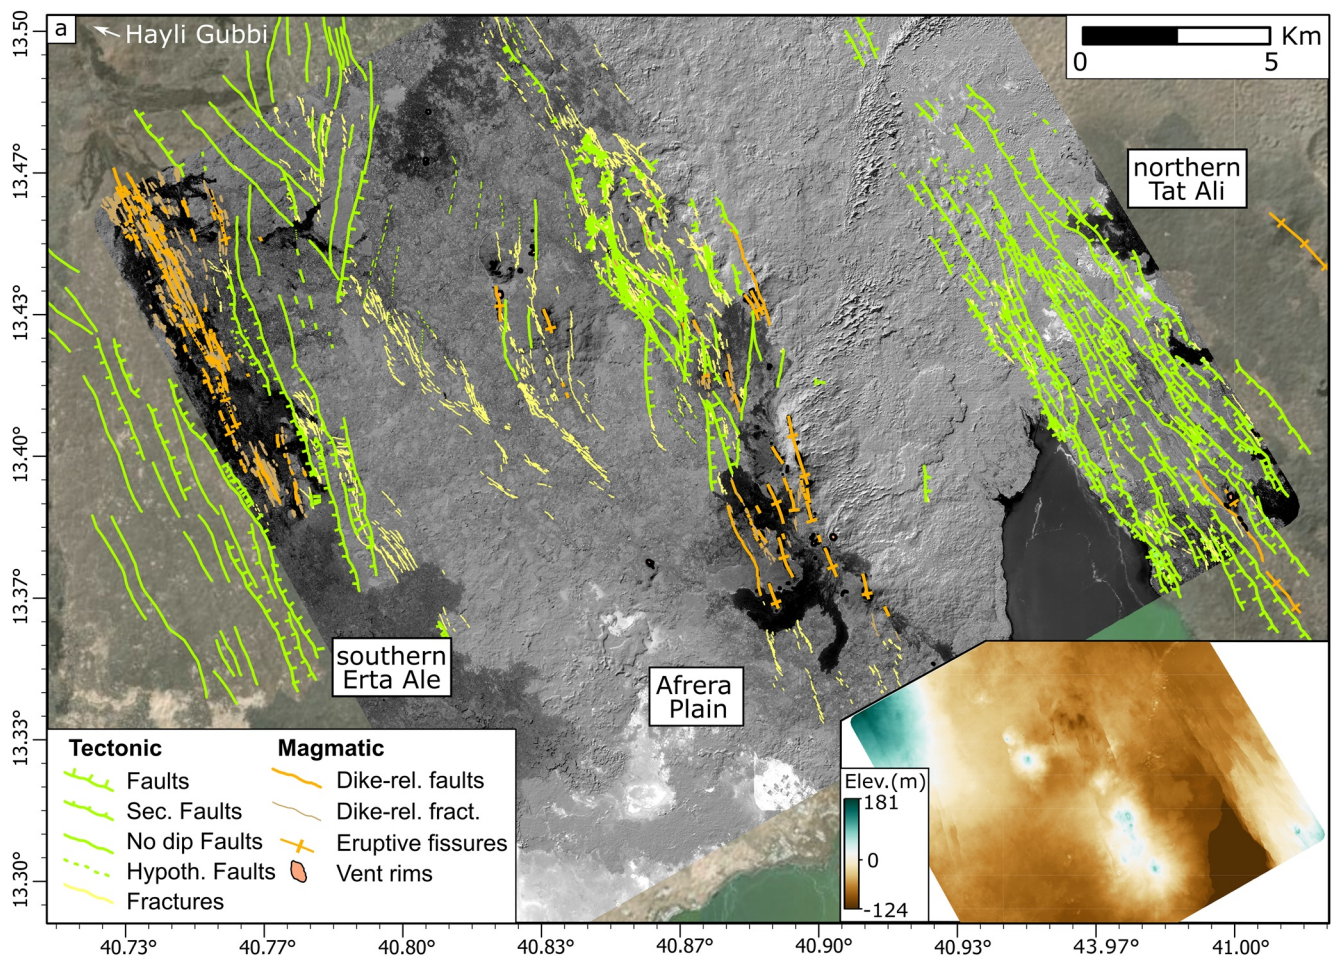 a
Hayli Gubbi
Km
0 5
northern
Tat Ali
southern
Erta Ale
Afrera
Plain
Tectonic
Faults
Sec. Faults
No dip Faults
Hypoth. Faults
Fractures
Magmatic
Dike-rel. faults
Dike-rel. fract.
Eruptive fissures
Vent rims
Elev.(m)
181
0
-124
13.50
13.47°
13.43°
13.40°
13.37°
13.33°
13.30°
40.73° 40.77° 40.80° 40.83° 40.87° 40.90° 40.93° 43.97° 41.00°